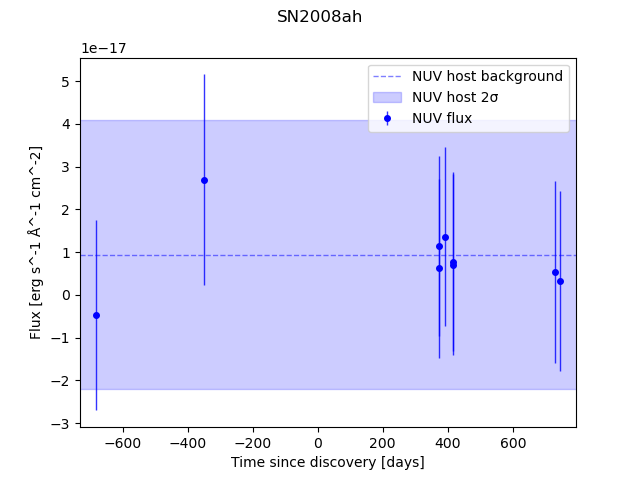 SN2008ah
1e−17
NUV host background
NUV host 2σ
NUV flux
5
4
3
2
1
0
−1
−2
−3
Flux [erg s^-1 Å^-1 cm^-2]
−600 −400 −200 0 200 400 600
Time since discovery [days]